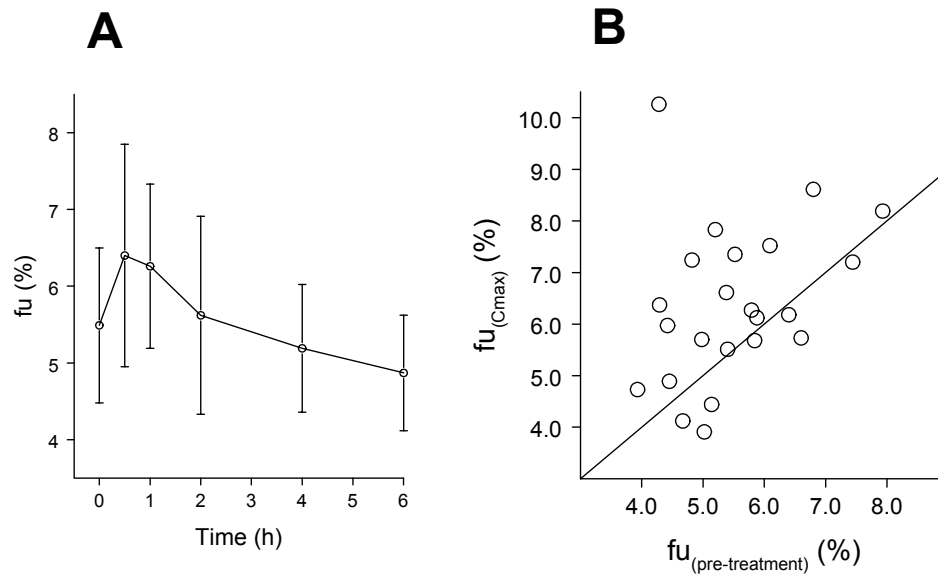 A
8
7
6
5
4
fu (%)
0 1 2 3 4 5 6
Time (h)
B
10.0
9.0
8.0
7.0
6.0
5.0
4.0
fu(Cmax) (%)
4.0 5.0 6.0 7.0 8.0
fu(pre-treatment) (%)